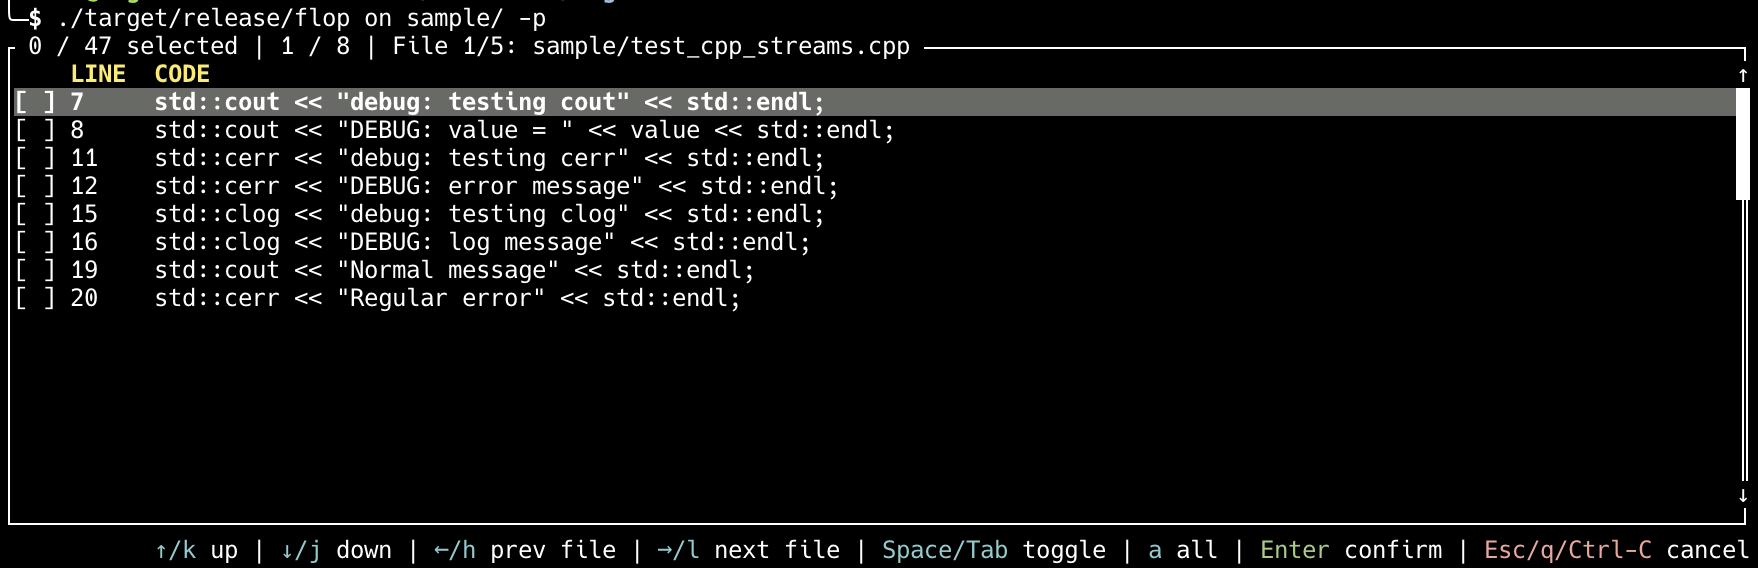 $ ./target/release/flop on sample/ -p
0 / 47 selected | 1 / 8 | File 1/5: sample/test_cpp_streams.cpp
LINE  CODE ↑
[ ] 7     std::cout << "debug: testing cout" << std::endl;
[ ] 8     std::cout << "DEBUG: value = " << value << std::endl;
[ ] 11    std::cerr << "debug: testing cerr" << std::endl;
[ ] 12    std::cerr << "DEBUG: error message" << std::endl;
[ ] 15    std::clog << "debug: testing clog" << std::endl;
[ ] 16    std::clog << "DEBUG: log message" << std::endl;
[ ] 19    std::cout << "Normal message" << std::endl;
[ ] 20    std::cerr << "Regular error" << std::endl;
↓
↑/k up | ↓/j down | ←/h prev file | →/l next file | Space/Tab toggle | a all | Enter confirm | Esc/q/Ctrl-C cancel